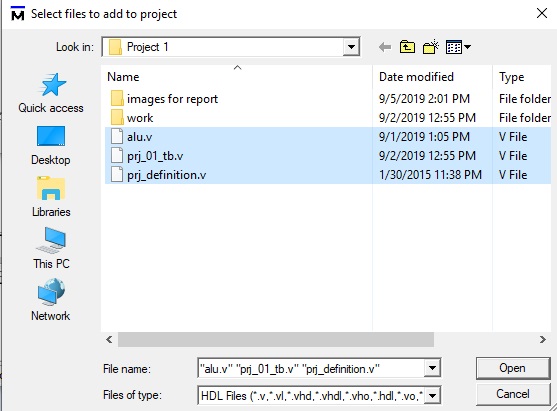 Select files to add to project
Look in: Project 1
Name Date modified Type
images for report 9/5/2019 2:01 PM File folder
work 9/2/2019 12:55 PM File folder
alu.v 9/1/2019 1:05 PM V File
prj_01_tb.v 9/2/2019 12:55 PM V File
prj_definition.v 1/30/2015 11:38 PM V File
Quick access
Desktop
Libraries
This PC
Network
File name: "alu.v" "prj_01_tb.v" "prj_definition.v" Open
Files of type: HDL Files (*.v,*.vl,*.vhd,*.vhdl,*.vho,*.hdl,*.vo,* Cancel